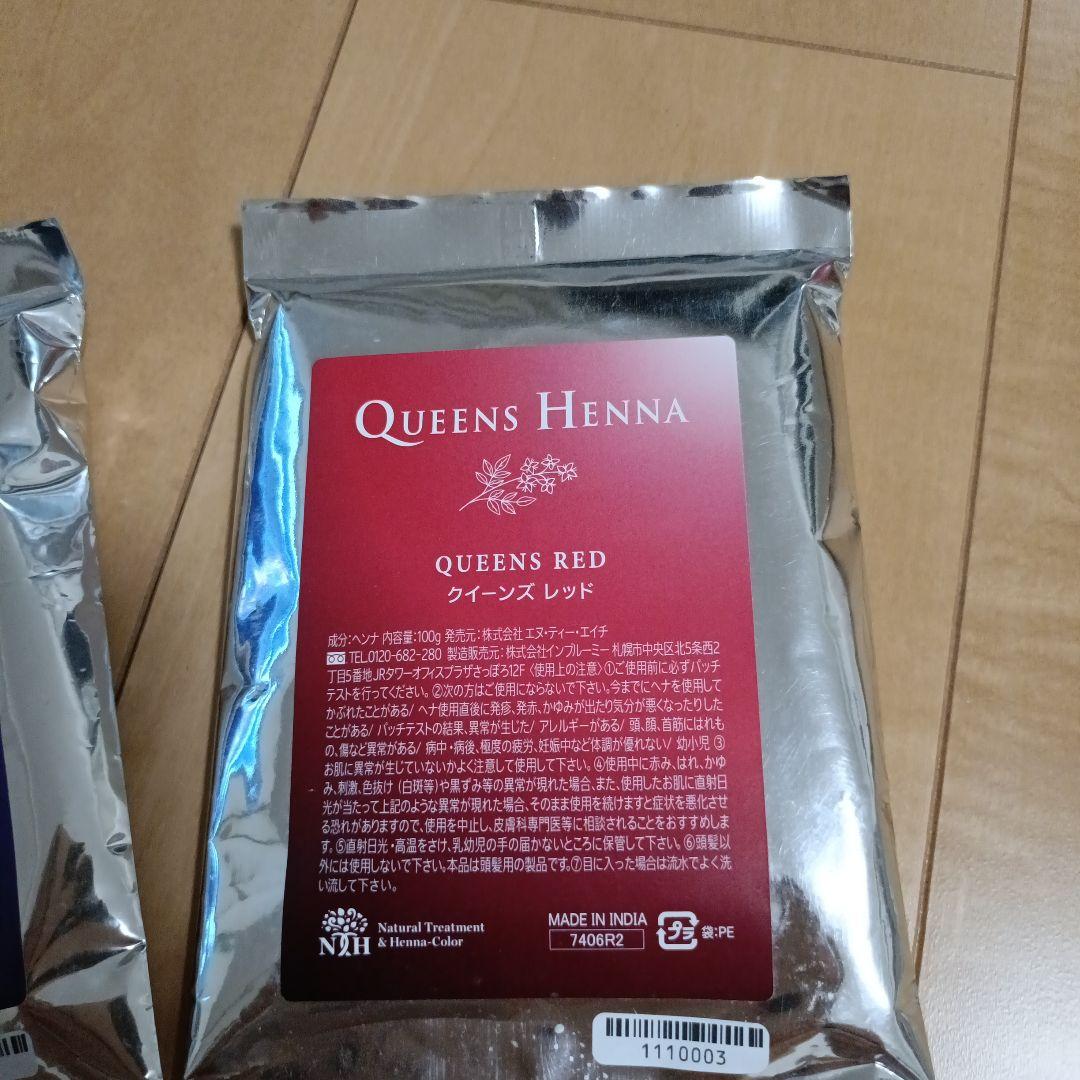 QUEENS HENNA
QUEENS RED
クイーンズ レッド
成分:ヘンナ 内容量:100g 発売元:株式会社 エヌ・ティー・エイチ
TEL.0120-682-280 製造販売元:株式会社インプルーミー 札幌市中央区北5条西2
丁目5番地JRタワーオフィスプラザさっぽろ12F 〈使用上の注意〉①ご使用前に必ずパッチ
テストを行ってください。②次の方はご使用にならないで下さい。今までにヘナを使用して
かぶれたことがある/ ヘナ使用直後に発疹、発赤、かゆみが出たり気分が悪くなったりした
ことがある/ パッチテストの結果、異常が生じた/ アレルギーがある/ 頭、顔、首筋にはれも
の、傷など異常がある/ 病中・病後、極度の疲労、妊娠中など体調が優れない/ 幼小児 ③
お肌に異常が生じていないかよく注意して使用して下さい。④使用中に赤み、はれ、かゆ
み、刺激、色抜け(白斑等)や黒ずみ等の異常が現れた場合、また、使用したお肌に直射日
光が当たって上記のような異常が現れた場合、そのまま使用を続けますと症状を悪化させ
る恐れがありますので、使用を中止し、皮膚科専門医等に相談されることをおすすめしま
す。⑤直射日光・高温をさけ、乳幼児の手の届かないところに保管して下さい。⑥頭髪以
外には使用しないで下さい。本品は頭髪用の製品です。⑦目に入った場合は流水でよく洗
い流して下さい。
NTH
Natural Treatment
& Henna-Color
MADE IN INDIA
7406R2
プラ
袋:PE
1110003